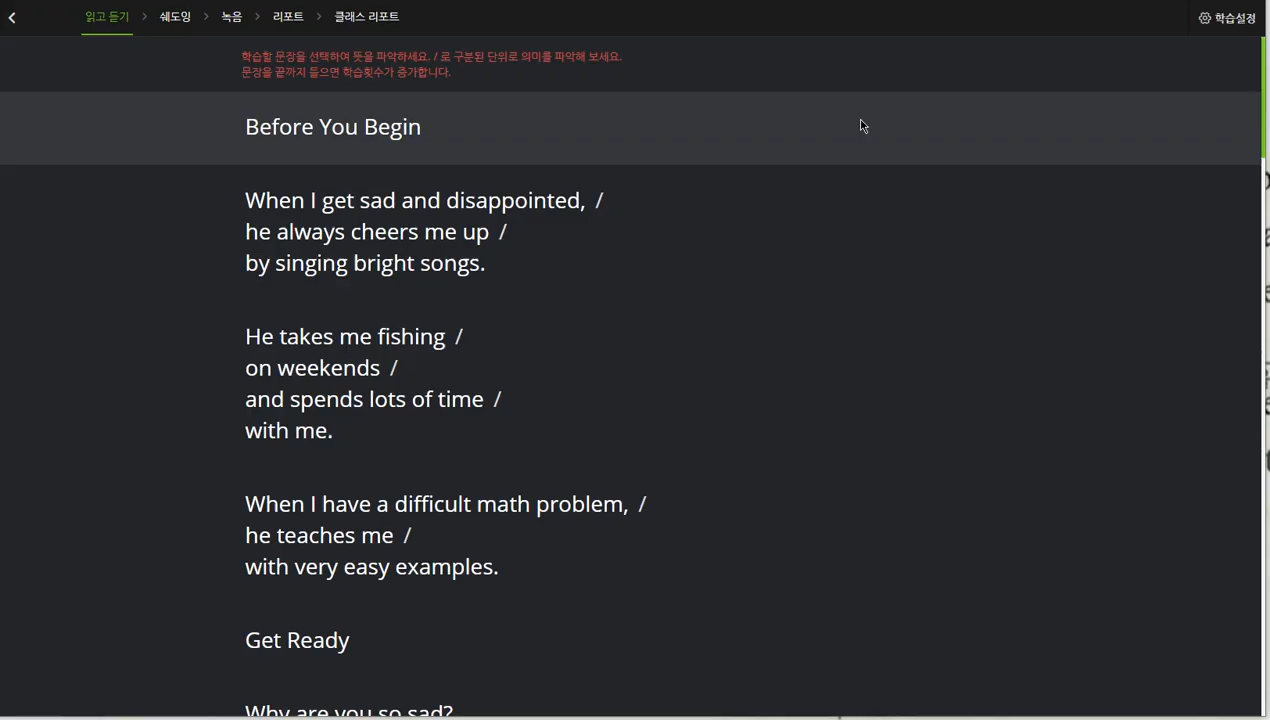 읽고 듣기 > 쉐도잉 > 녹음 > 리포트 > 클래스 리포트 학습설정
학습할 문장을 선택하여 뜻을 파악하세요. / 로 구분된 단위로 의미를 파악해 보세요.
문장을 끝까지 들으면 학습횟수가 증가합니다.
Before You Begin
When I get sad and disappointed, /
he always cheers me up /
by singing bright songs.
He takes me fishing /
on weekends /
and spends lots of time /
with me.
When I have a difficult math problem, /
he teaches me /
with very easy examples.
Get Ready
Why are you so sad?